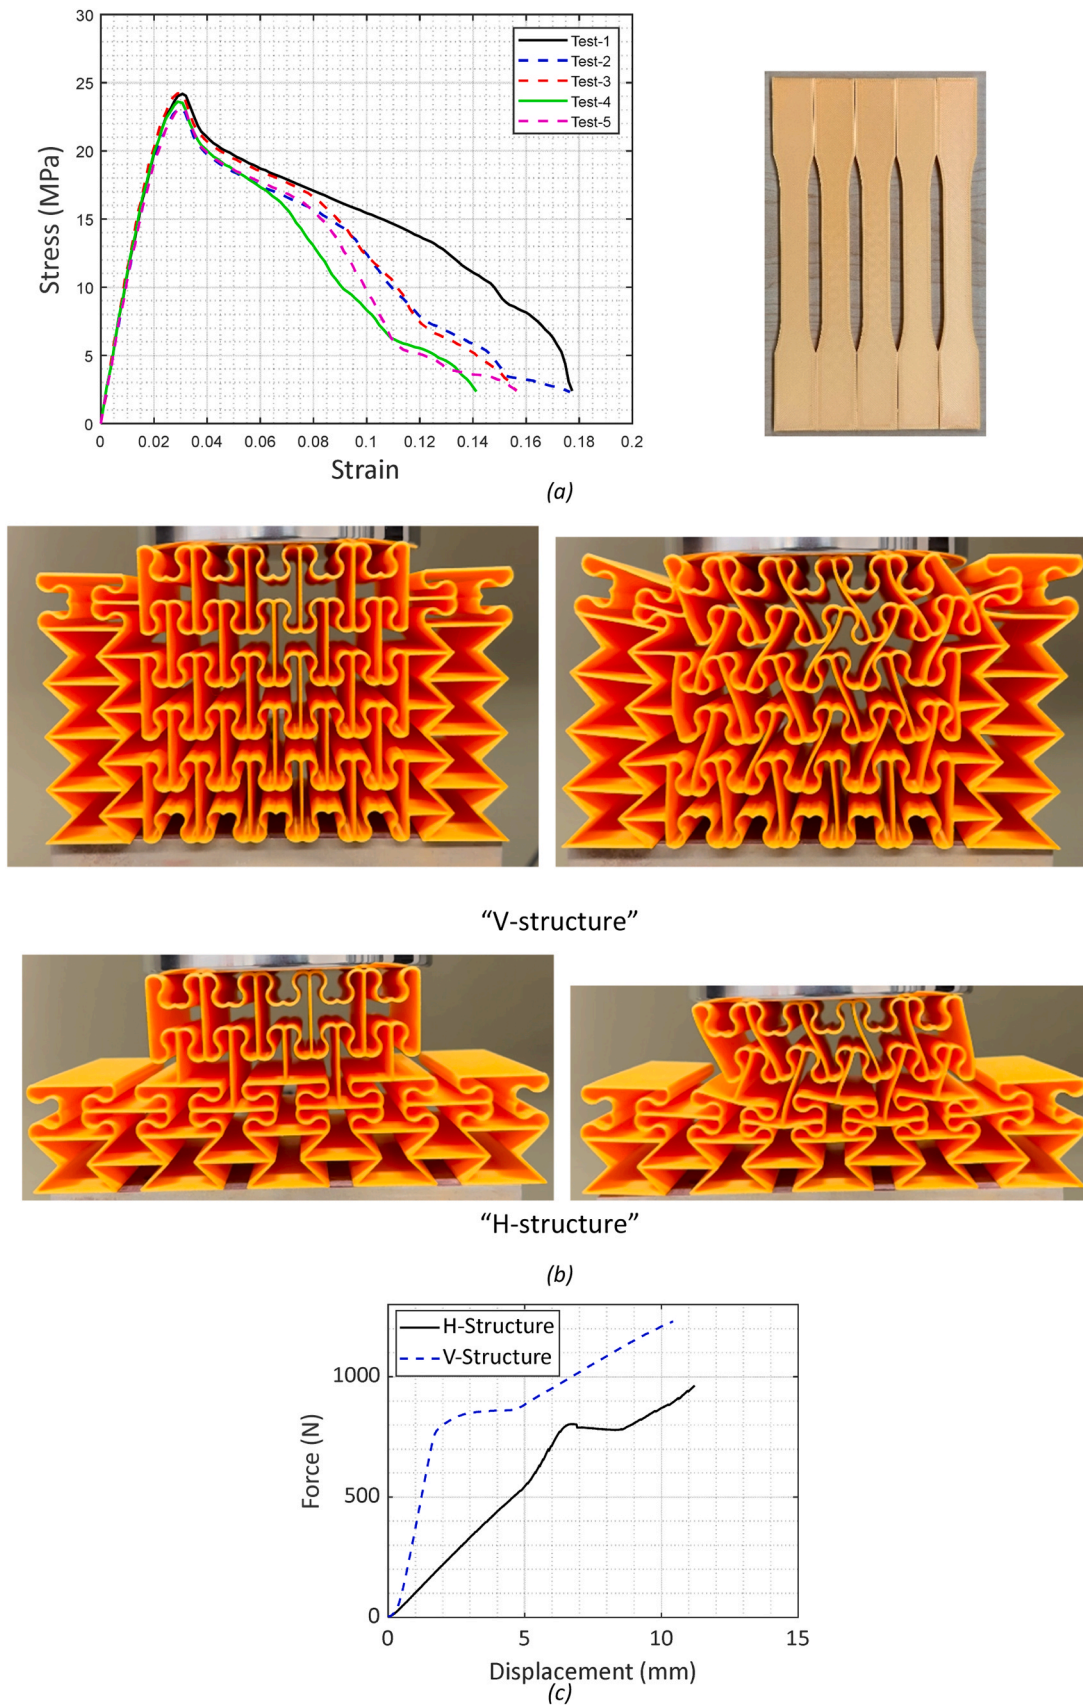 30
25
20
15
10
5
0
Stress (MPa)
Test-1
Test-2
Test-3
Test-4
Test-5
0 0.02 0.04 0.06 0.08 0.1 0.12 0.14 0.16 0.18 0.2
Strain
(a)
“V-structure”
“H-structure”
(b)
H-Structure
V-Structure
1000
500
0
Force (N)
0 5 10 15
Displacement (mm)
(c)